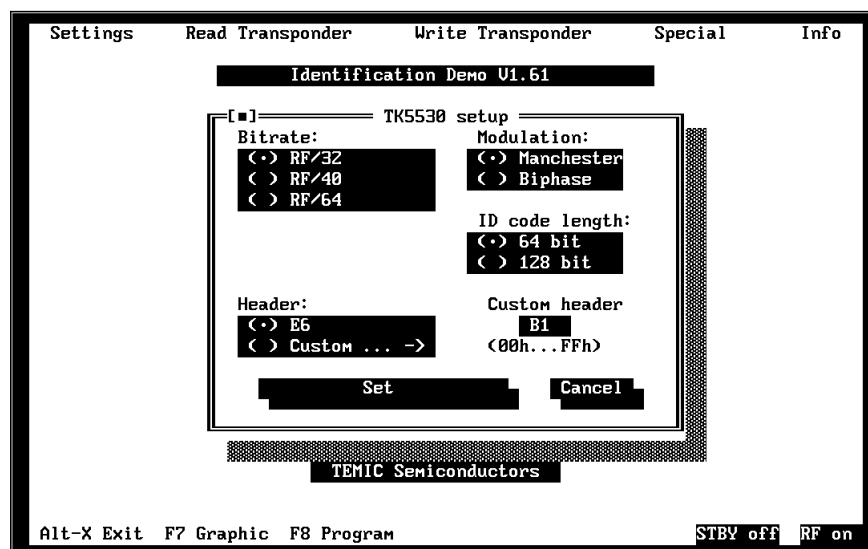 Settings Read Transponder Write Transponder Special Info
Identification Demo V1.61
[■] TK5530 setup
Bitrate: Modulation:
(·) RF/32 (·) Manchester
( ) RF/40 ( ) Biphase
( ) RF/64
ID code length:
(·) 64 bit
( ) 128 bit
Header: Custom header
(·) E6 B1
( ) Custom ... -> (00h...FFh)
Set Cancel
TEMIC Semiconductors
Alt-X Exit F7 Graphic F8 Program STBY off RF on